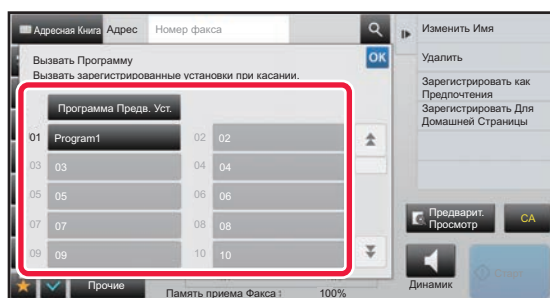 Адресная Книга Адрес Номер факса
Изменить Имя
Вызвать Программу OK
Удалить
Вызвать зарегистрированные установки при касании.
Зарегистрировать как
Предпочтения
Зарегистрировать Для
Домашней Страницы
Программа Предв. Уст.
01 Program1 02 02
03 03 04 04
05 05 06 06
07 07 08 08
09 09 10 10
Предварит.
Просмотр
CA
Прочие
Память приема Факса : 100%
Динамик
Старт